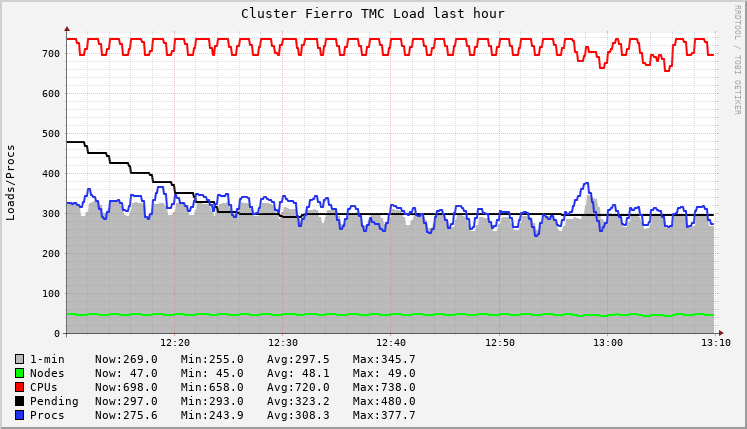 Cluster Fierro TMC Load last hour
RRDTOOL / TOBI OETIKER
Loads/Procs
700
600
500
400
300
200
100
0
12:20 12:30 12:40 12:50 13:00 13:10
1-min Now:269.0 Min:255.0 Avg:297.5 Max:345.7
Nodes Now: 47.0 Min: 45.0 Avg: 48.1 Max: 49.0
CPUs Now:698.0 Min:658.0 Avg:720.0 Max:738.0
Pending Now:297.0 Min:293.0 Avg:323.2 Max:480.0
Procs Now:275.6 Min:243.9 Avg:308.3 Max:377.7